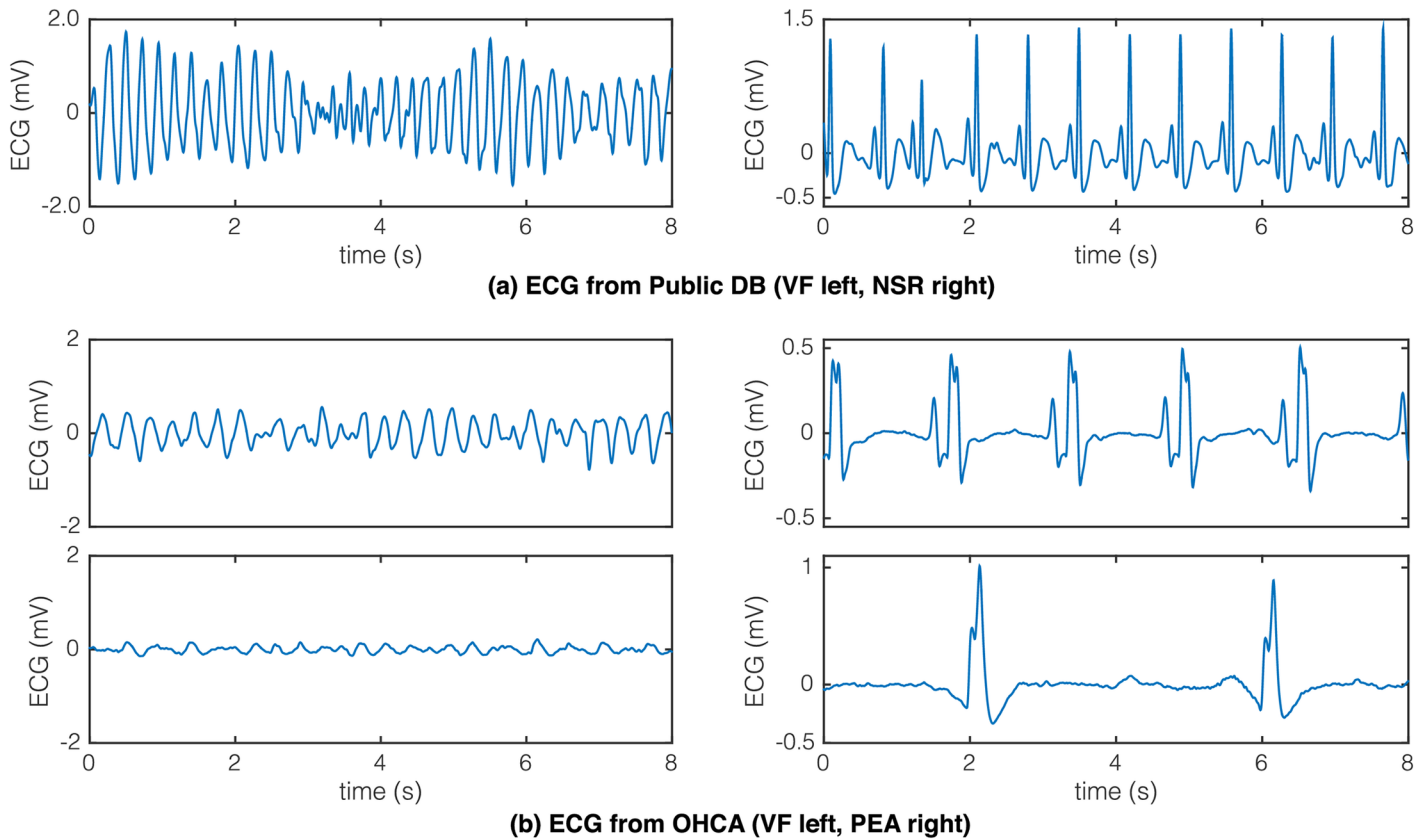 2.0
0
-2.0
ECG (mV)
0 2 4 6 8
time (s)
1.5
0
-0.5
ECG (mV)
0 2 4 6 8
time (s)
(a) ECG from Public DB (VF left, NSR right)
2
0
-2
ECG (mV)
0.5
0
-0.5
ECG (mV)
2
0
-2
ECG (mV)
0 2 4 6 8
time (s)
1
0
-0.5
ECG (mV)
0 2 4 6 8
time (s)
(b) ECG from OHCA (VF left, PEA right)